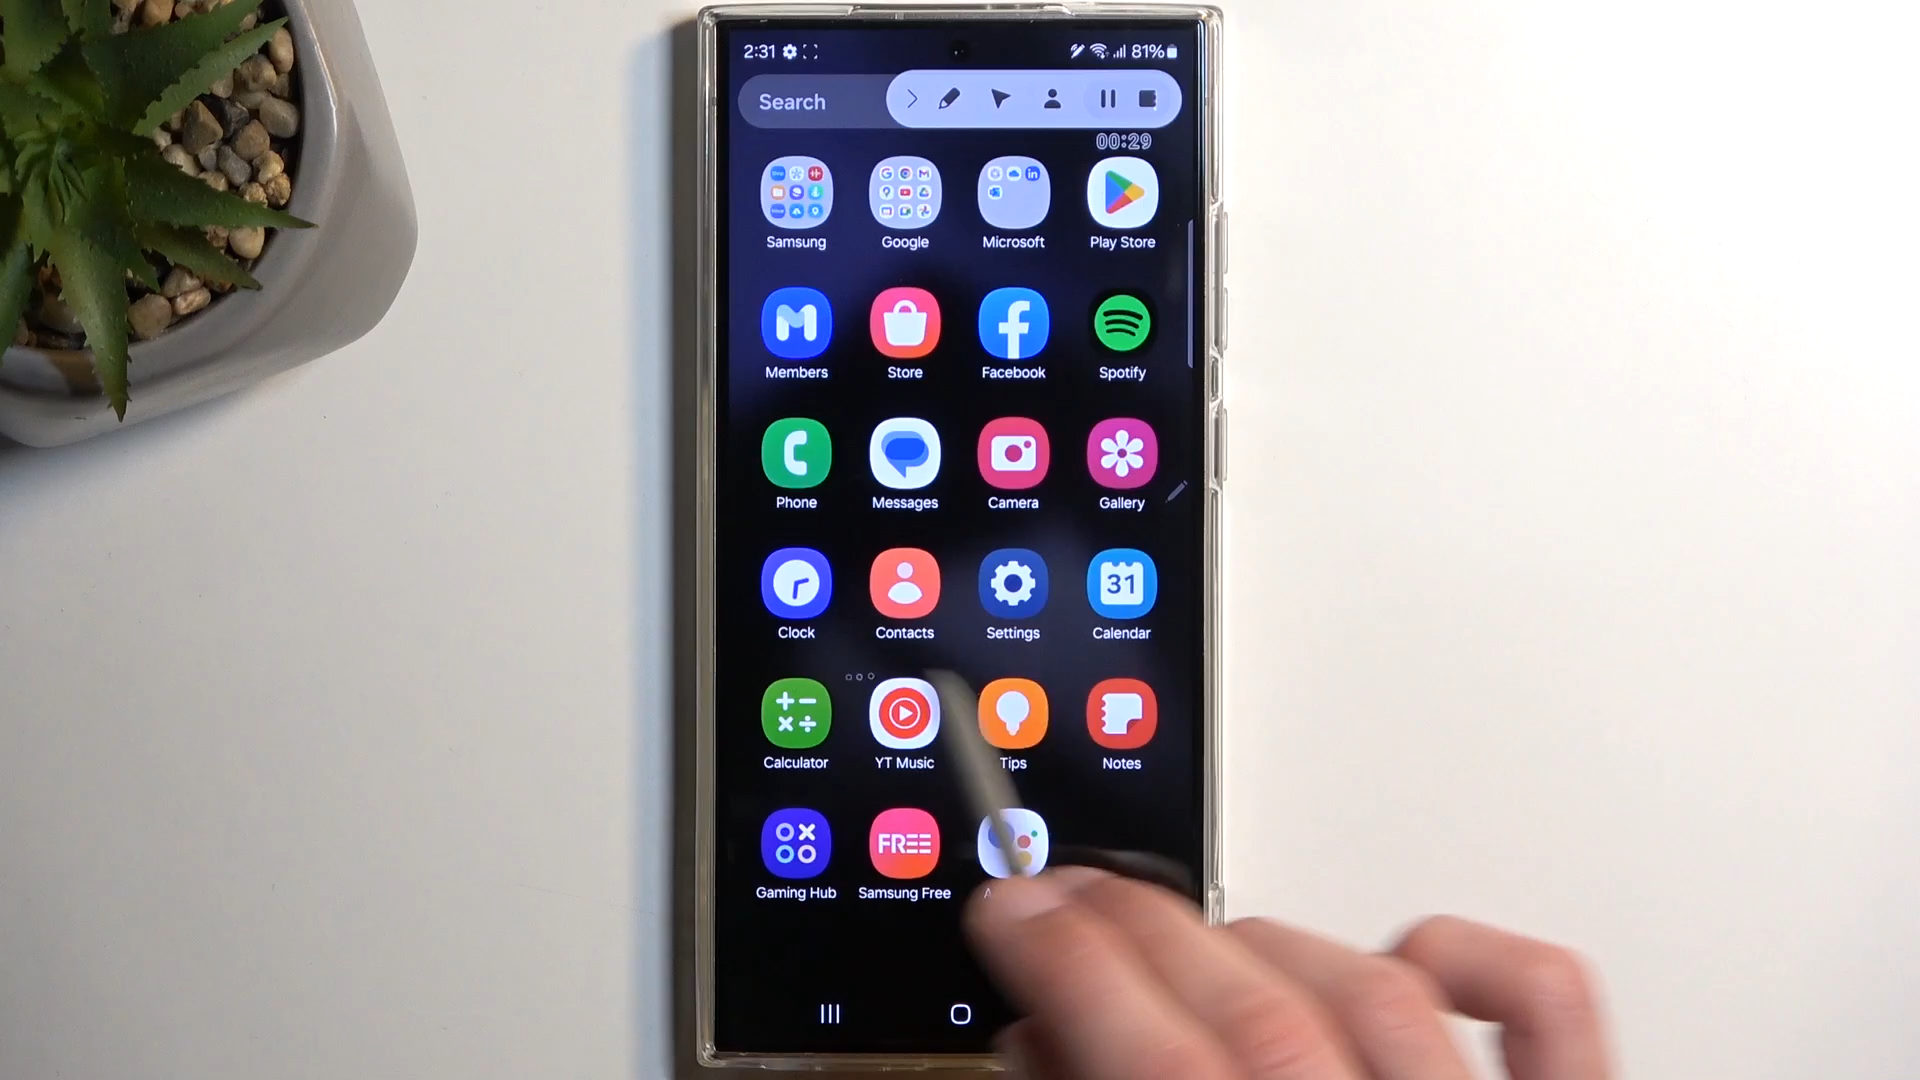 2:31 81%
Search
00:29
Samsung Google Microsoft Play Store
Members Store Facebook Spotify
Phone Messages Camera Gallery
31
Clock Contacts Settings Calendar
Calculator YT Music Tips Notes
FREE
Gaming Hub Samsung Free